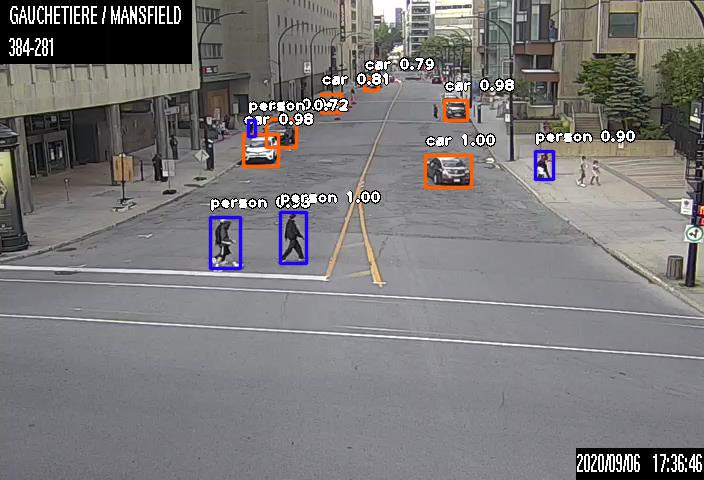 GAUCHETIERE / MANSFIELD
384-281
car 0.79
car 0.81
car 0.98
person 0.72
car 0.98
car 1.00
person 0.90
person
person 1.00
2020/09/06 17:36:46